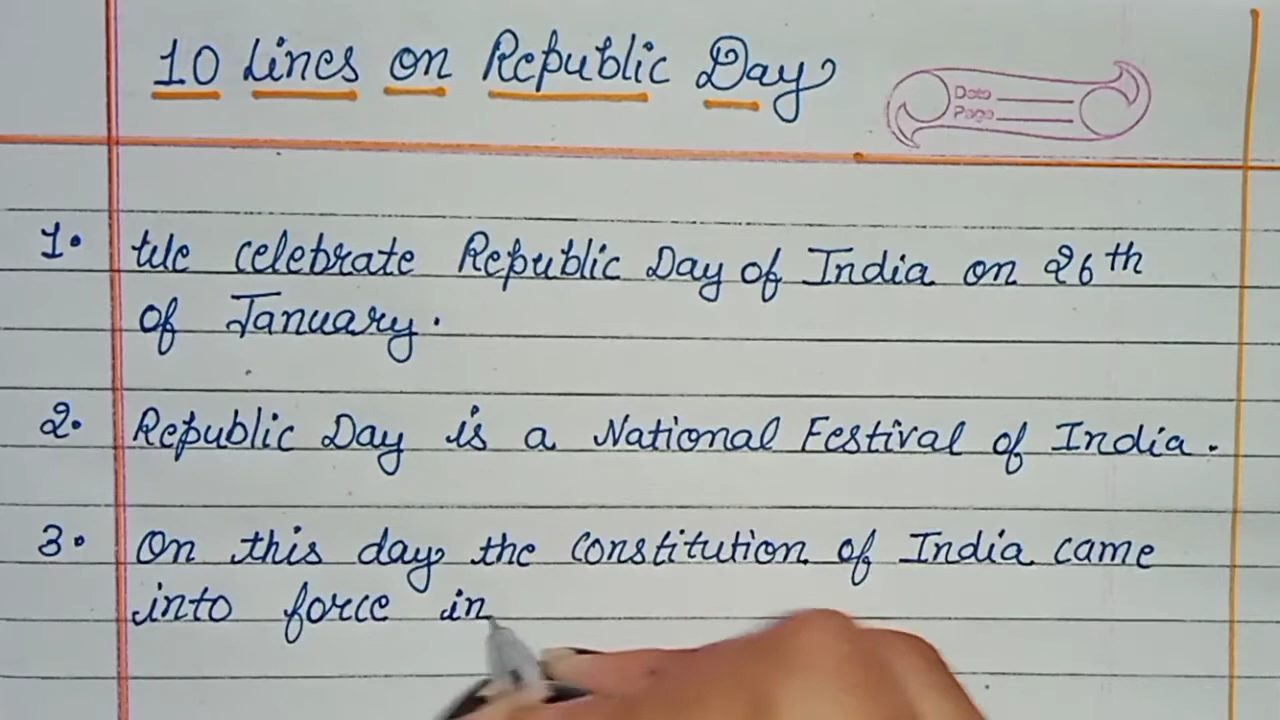 10 Lines on Republic Day
Date
Page
1. We celebrate Republic Day of India on 26th
of January.
2. Republic Day is a National Festival of India.
3. On this day the constitution of India came
into force in